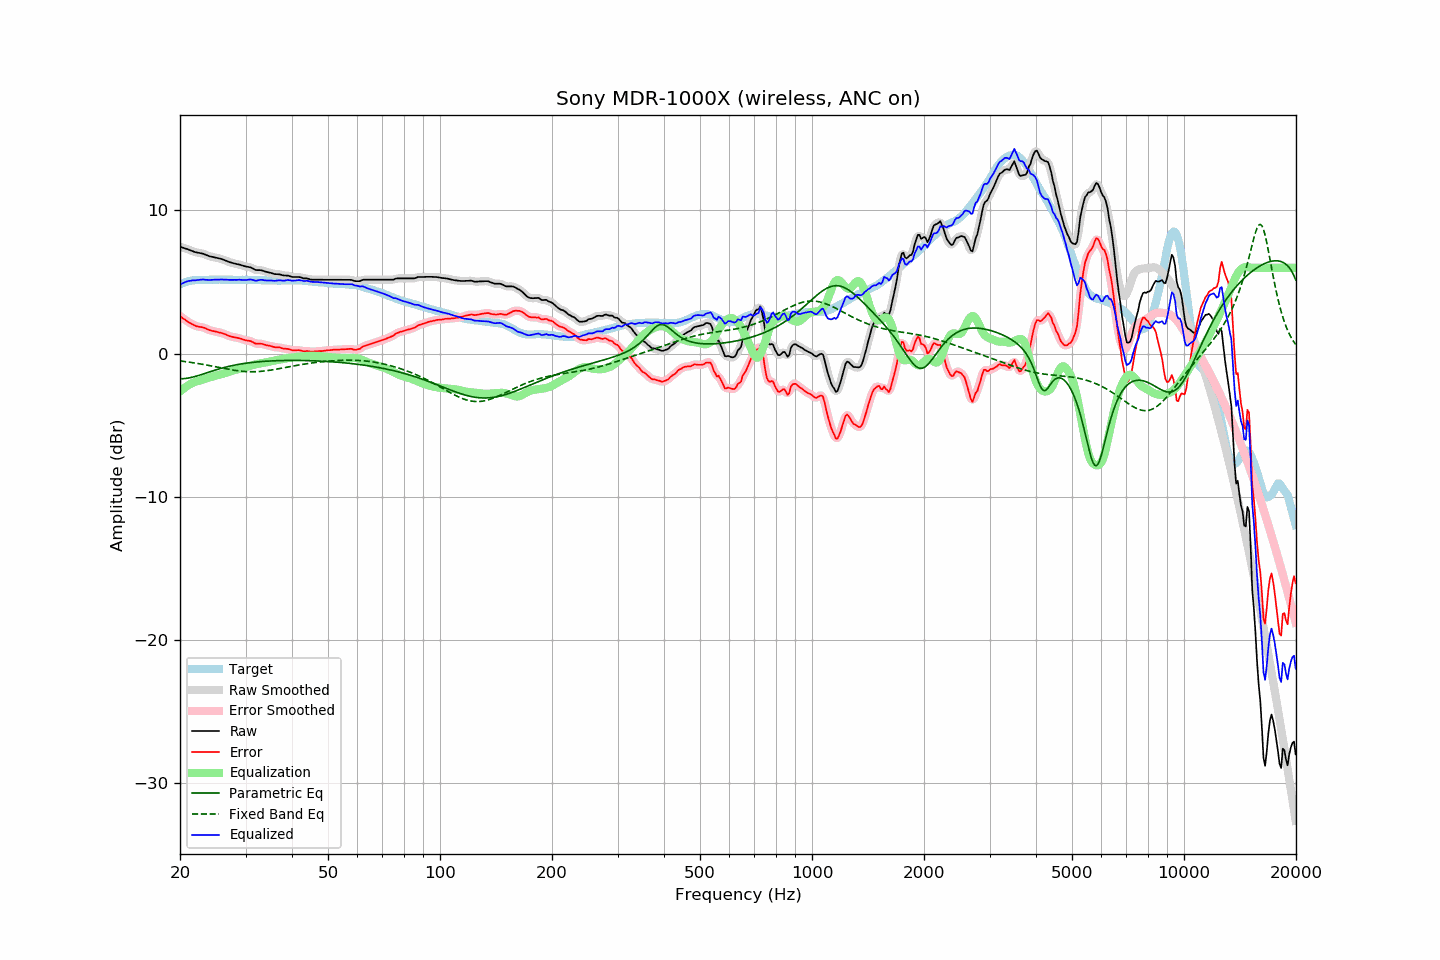 Sony MDR-1000X (wireless, ANC on)
Amplitude (dBr)
10
0
−10
−20
−30
Target
Raw Smoothed
Error Smoothed
Raw
Error
Equalization
Parametric Eq
Fixed Band Eq
Equalized
20 50 100 200 500 1000 2000 5000 10000 20000
Frequency (Hz)